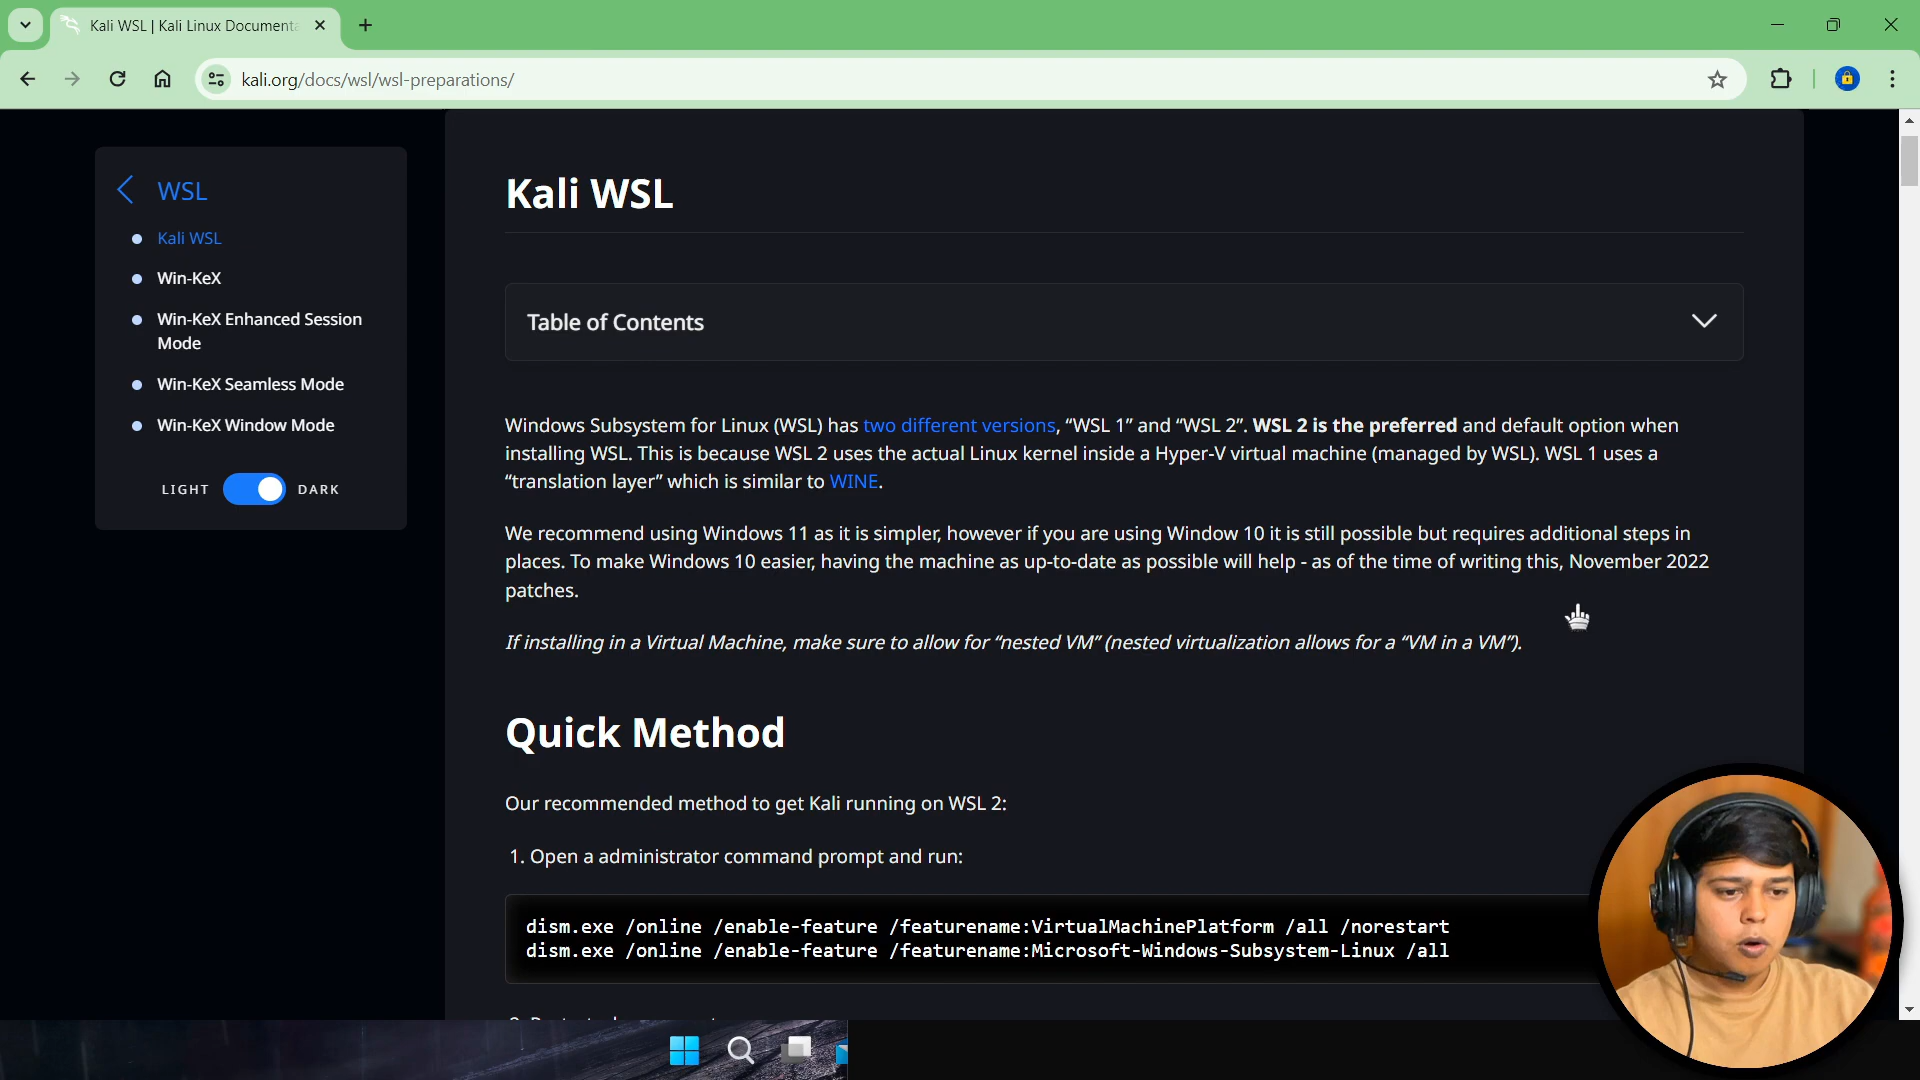 Kali WSL | Kali Linux Documenta
kali.org/docs/wsl/wsl-preparations/
WSL
Kali WSL
Win-KeX
Win-KeX Enhanced Session
Mode
Win-KeX Seamless Mode
Win-KeX Window Mode
LIGHT DARK
Kali WSL
Table of Contents
Windows Subsystem for Linux (WSL) has two different versions, “WSL 1” and “WSL 2”. WSL 2 is the preferred and default option when
installing WSL. This is because WSL 2 uses the actual Linux kernel inside a Hyper-V virtual machine (managed by WSL). WSL 1 uses a
“translation layer” which is similar to WINE.
We recommend using Windows 11 as it is simpler, however if you are using Window 10 it is still possible but requires additional steps in
places. To make Windows 10 easier, having the machine as up-to-date as possible will help - as of the time of writing this, November 2022
patches.
If installing in a Virtual Machine, make sure to allow for “nested VM” (nested virtualization allows for a “VM in a VM”).
Quick Method
Our recommended method to get Kali running on WSL 2:
1. Open a administrator command prompt and run:
dism.exe /online /enable-feature /featurename:VirtualMachinePlatform /all /norestart
dism.exe /online /enable-feature /featurename:Microsoft-Windows-Subsystem-Linux /all